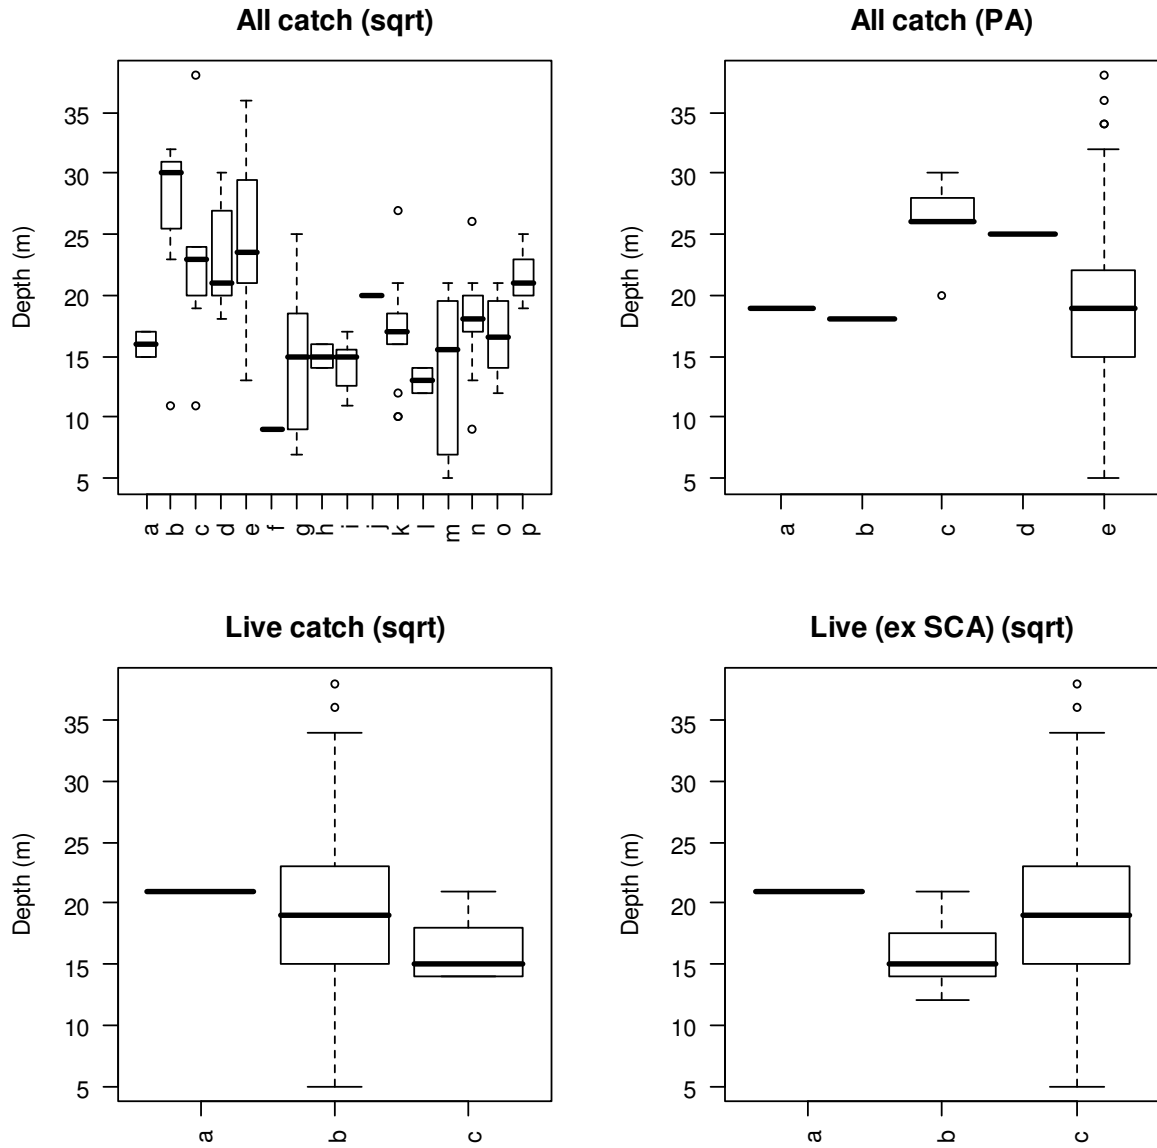 All catch (sqrt)
Depth (m)
35
30
25
20
15
10
5
a b c d e f g h i j k l m n o p
All catch (PA)
Depth (m)
35
30
25
20
15
10
5
a b c d e
Live catch (sqrt)
Depth (m)
35
30
25
20
15
10
5
a b c
Live (ex SCA) (sqrt)
Depth (m)
35
30
25
20
15
10
5
a b c